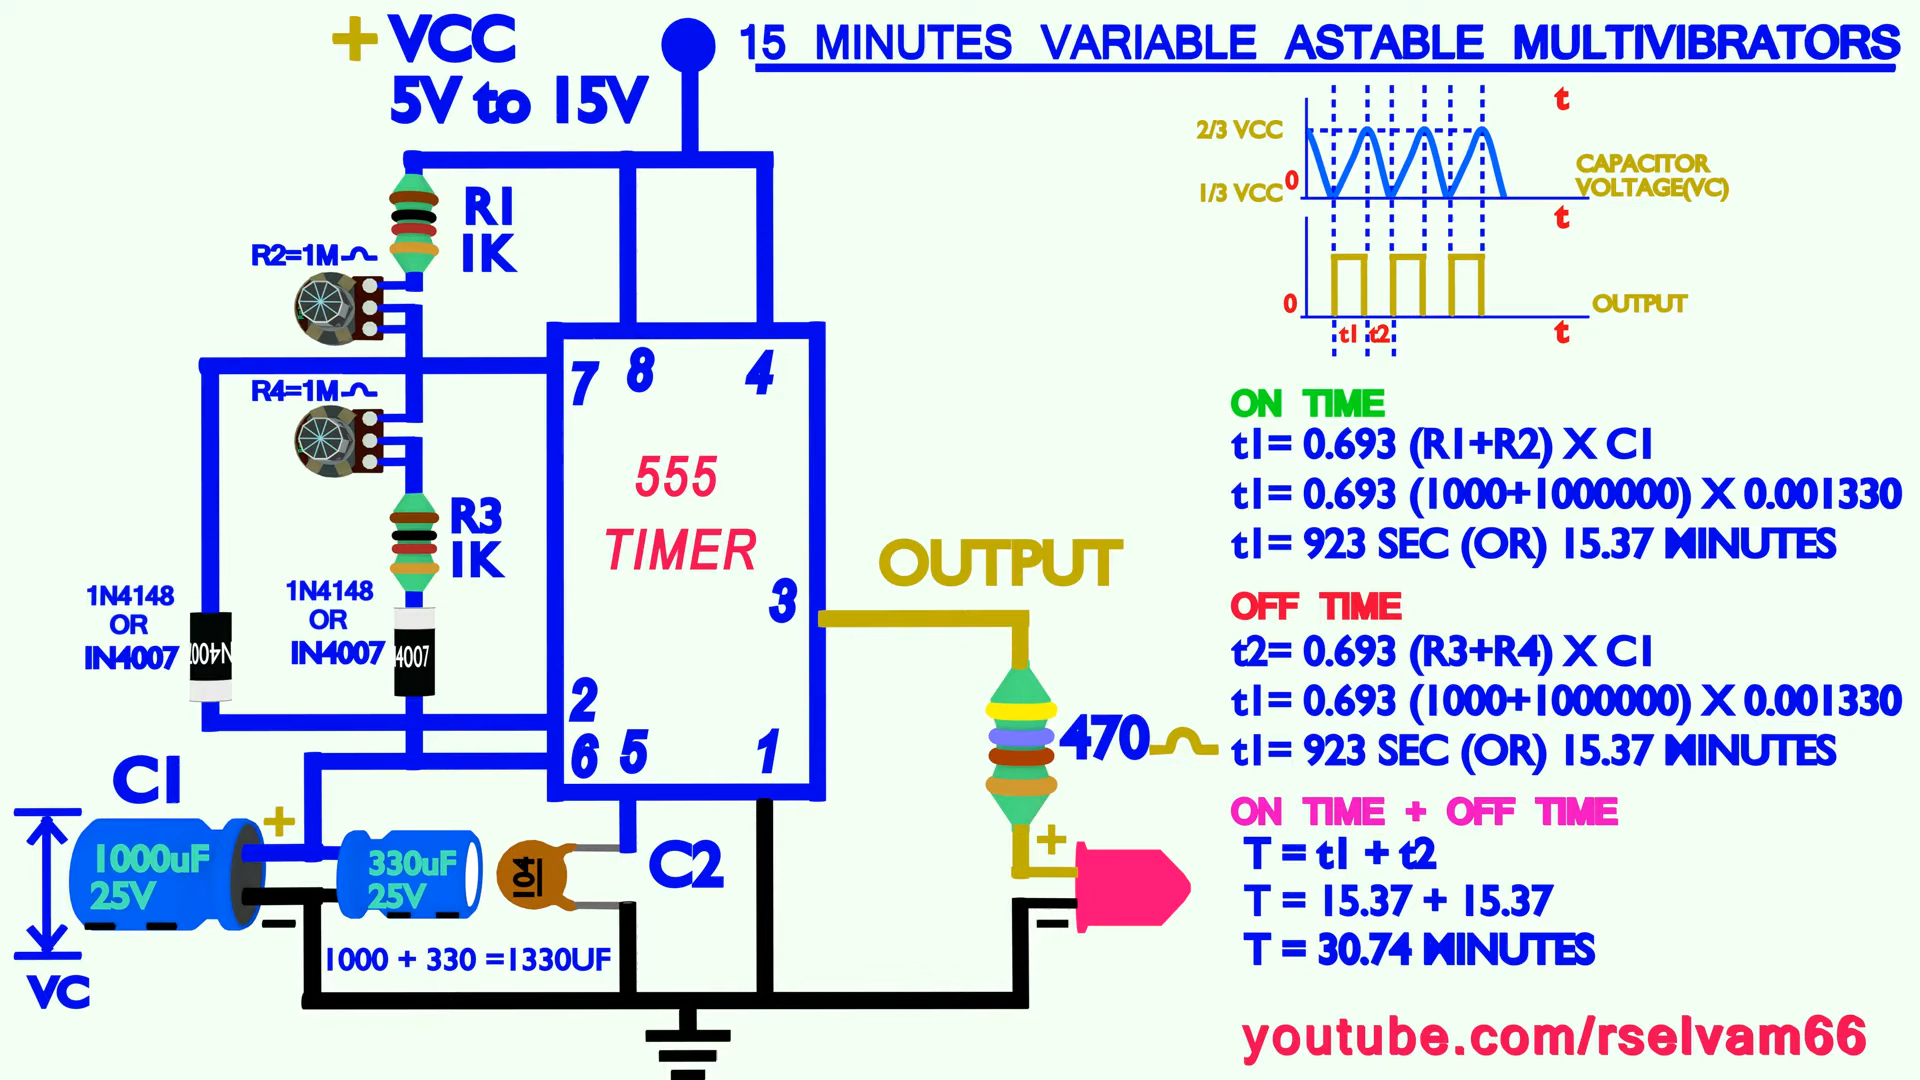 + VCC
5V to 15V
15 MINUTES VARIABLE ASTABLE MULTIVIBRATORS
t
2/3 VCC
CAPACITOR
VOLTAGE(VC)
0
1/3 VCC
t
0
OUTPUT
t1 t2
t
R1
1K
R2=1M
R4=1M
R3
1K
7
8
4
555
TIMER
3
2
6
5
1
1N4148
OR
IN4007
1N4148
OR
IN4007
4007
OUTPUT
470
+
C1
+
1000uF
25V
330uF
25V
104
C2
1000 + 330 =1330UF
VC
ON TIME
t1= 0.693 (R1+R2) X C1
t1= 0.693 (1000+1000000) X 0.001330
t1= 923 SEC (OR) 15.37 MINUTES
OFF TIME
t2= 0.693 (R3+R4) X C1
t1= 0.693 (1000+1000000) X 0.001330
t1= 923 SEC (OR) 15.37 MINUTES
ON TIME + OFF TIME
T = t1 + t2
T = 15.37 + 15.37
T = 30.74 MINUTES
youtube.com/rselvam66